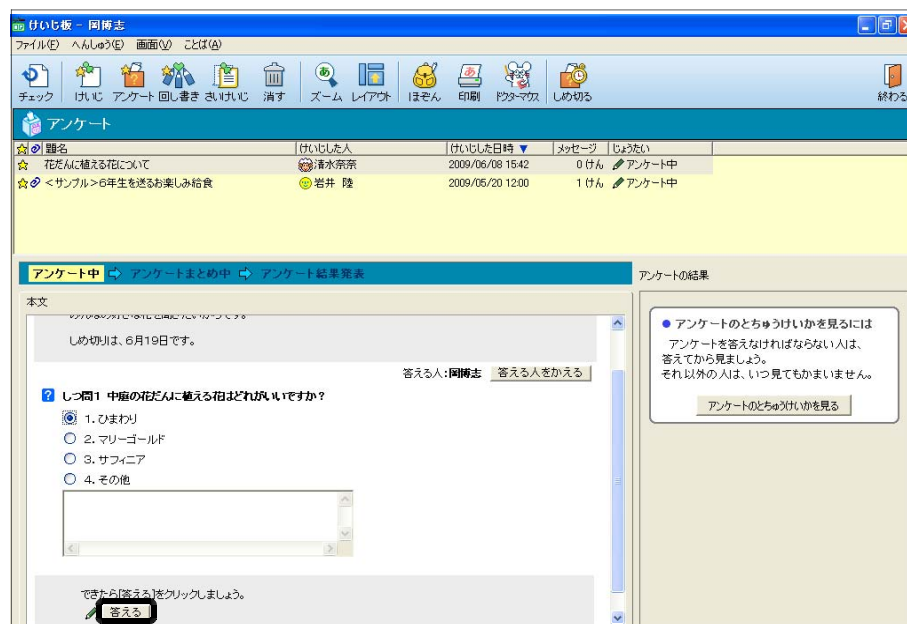 けいじ板 - 岡博志
ファイル(F) へんしゅう(E) 画面(V) ことば(A)
チェック けいじ アンケート 回し書き さいけいじ 消す ズーム レイアウト ほぞん 印刷 ドクターマウス しめ切る 終わる
アンケート
題名 けいじした人 けいじした日時 ▼ メッセージ じょうたい
花だんに植える花について 清水奈奈 2009/06/08 15:42 0 けん アンケート中
<サンプル>6年生を送るお楽しみ給食 岩井 陸 2009/05/20 12:00 1 けん アンケート中
アンケート中 アンケートまとめ中 アンケート結果発表
アンケートの結果
本文
しめ切りは、6月19日です。
答える人:岡博志 答える人をかえる
? しつ問1 中庭の花だんに植える花はどれがいいですか?
1. ひまわり
2. マリーゴールド
3. サフィニア
4. その他
できたら[答える]をクリックしましょう。
答える
● アンケートのとちゅうけいかを見るには
アンケートを答えなければならない人は、
答えてから見ましょう。
それ以外の人は、いつ見てもかまいません。
アンケートのとちゅうけいかを見る